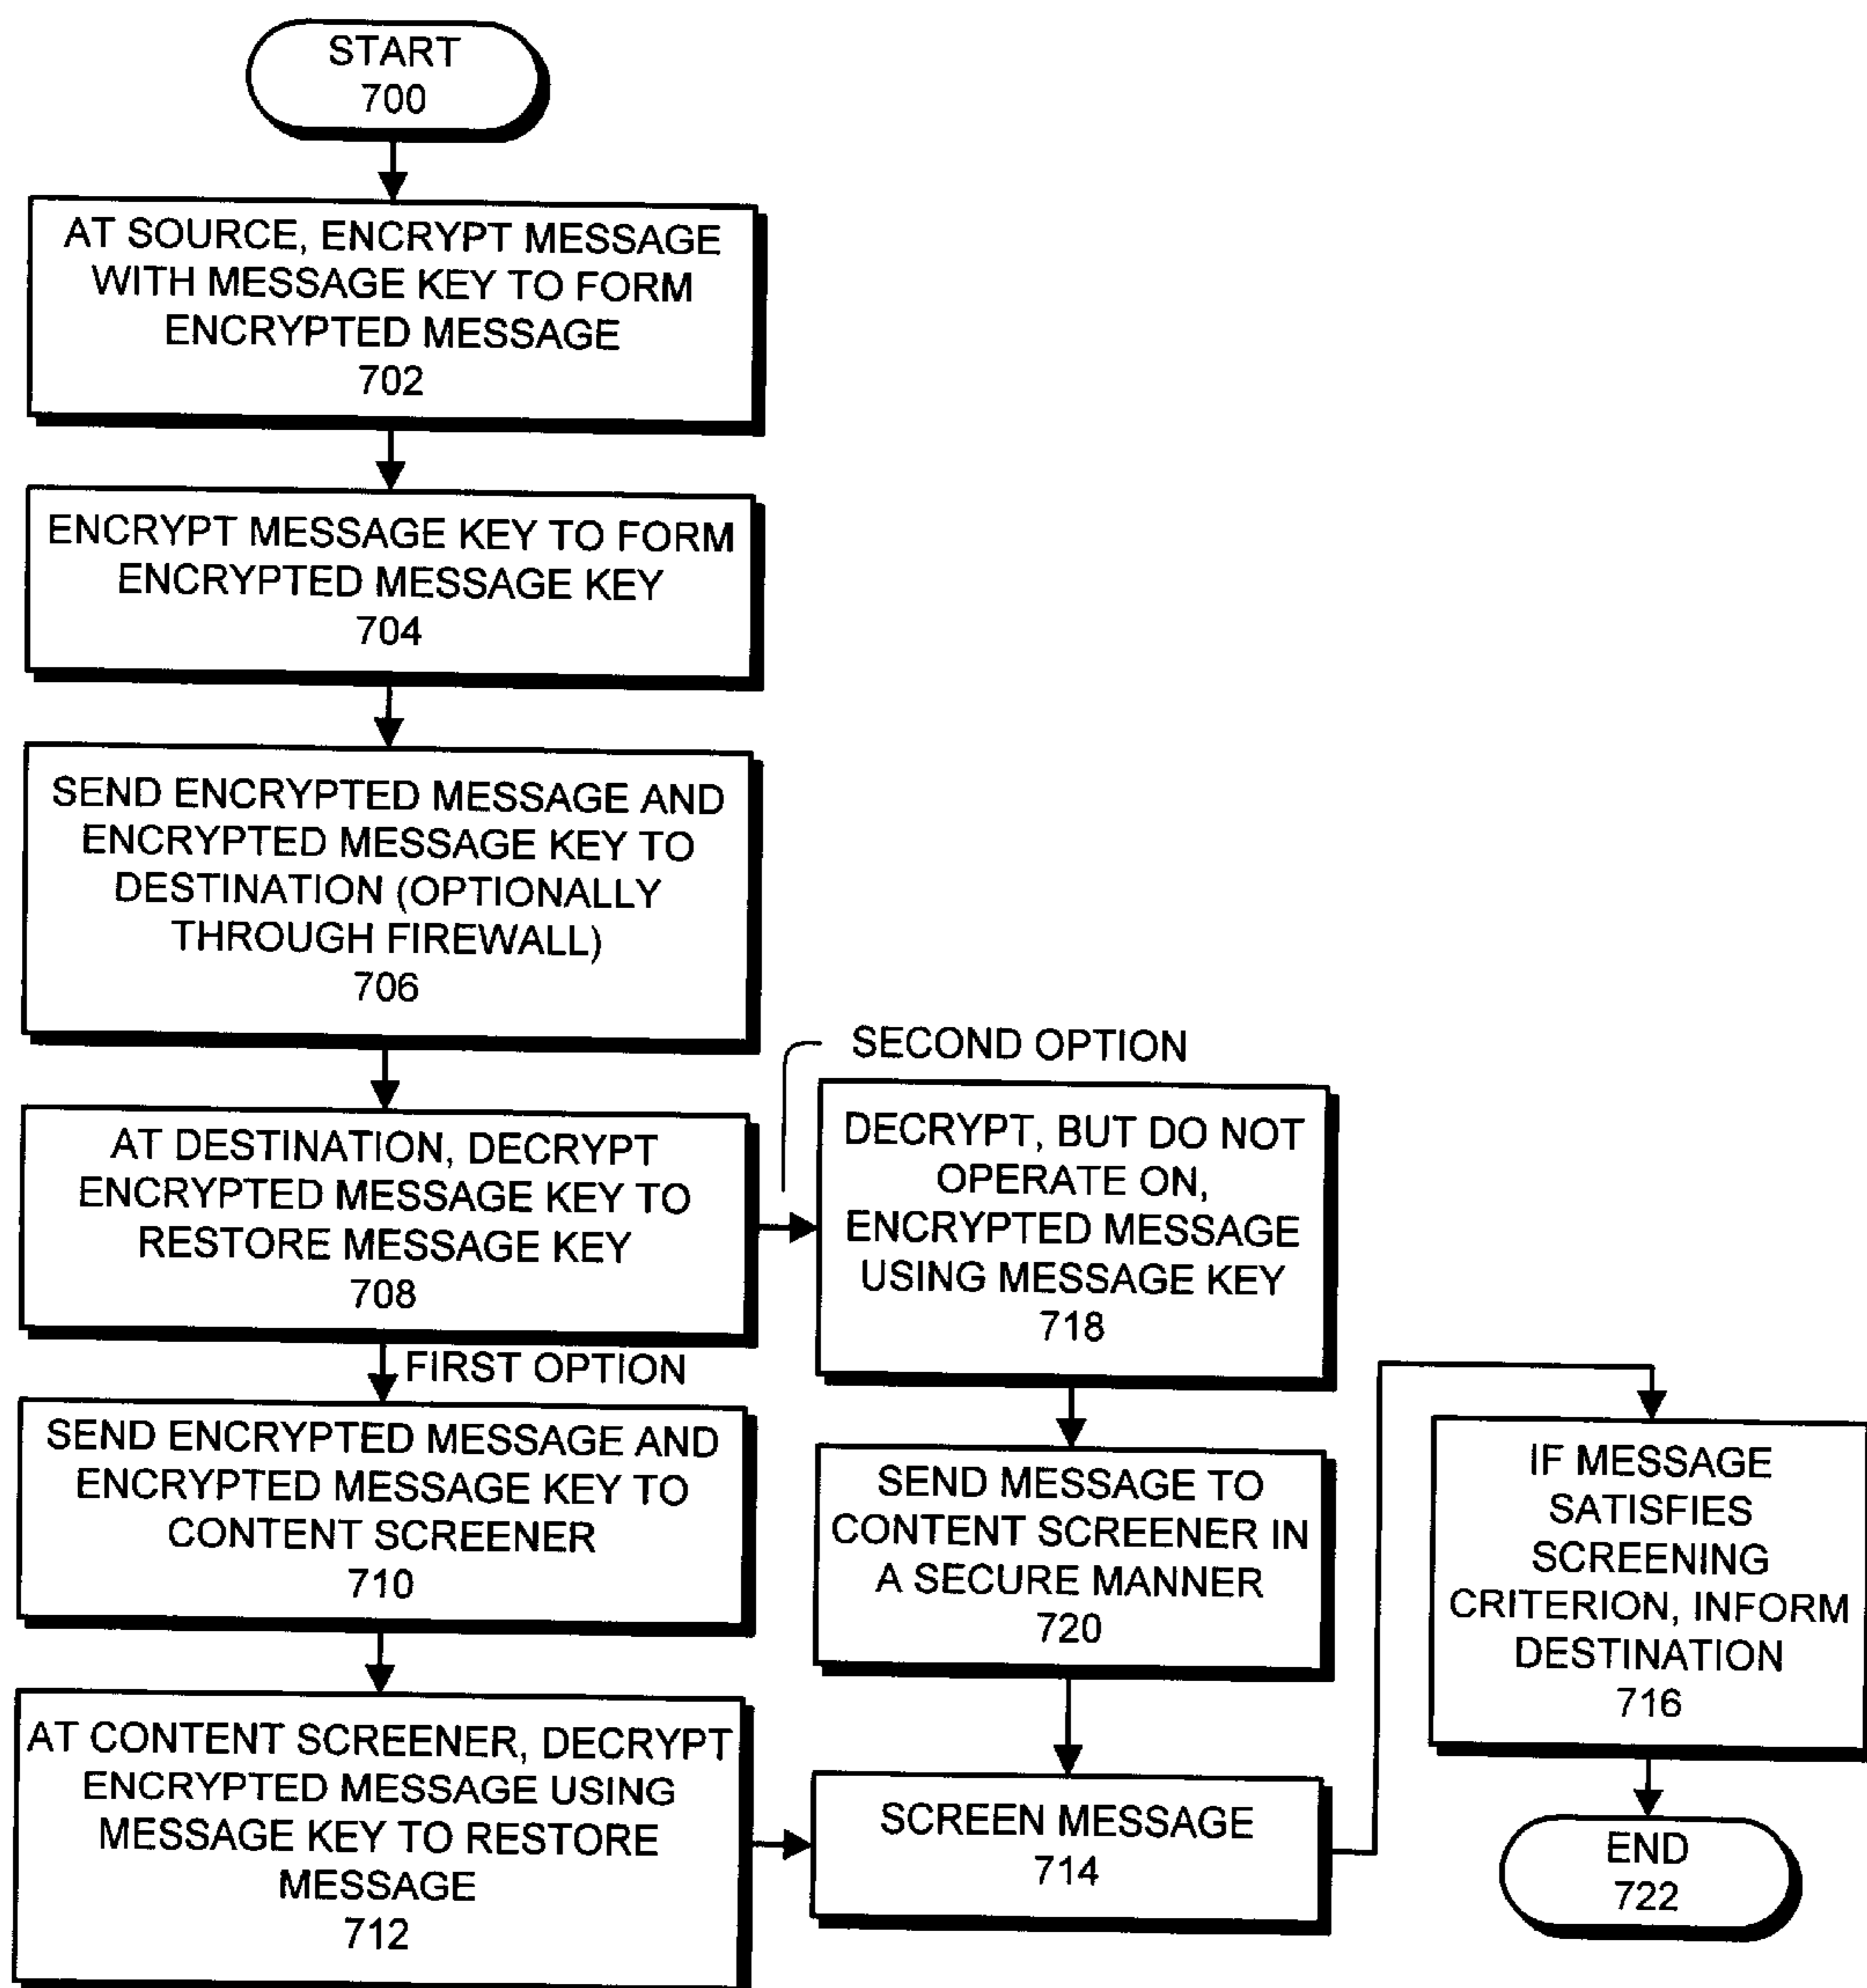 START
700
AT SOURCE, ENCRYPT MESSAGE
WITH MESSAGE KEY TO FORM
ENCRYPTED MESSAGE
702
ENCRYPT MESSAGE KEY TO FORM
ENCRYPTED MESSAGE KEY
704
SEND ENCRYPTED MESSAGE AND
ENCRYPTED MESSAGE KEY TO
DESTINATION (OPTIONALLY
THROUGH FIREWALL)
706
AT DESTINATION, DECRYPT
ENCRYPTED MESSAGE KEY TO
RESTORE MESSAGE KEY
708
FIRST OPTION
SEND ENCRYPTED MESSAGE AND
ENCRYPTED MESSAGE KEY TO
CONTENT SCREENER
710
AT CONTENT SCREENER, DECRYPT
ENCRYPTED MESSAGE USING
MESSAGE KEY TO RESTORE
MESSAGE
712
SECOND OPTION
DECRYPT, BUT DO NOT
OPERATE ON,
ENCRYPTED MESSAGE
USING MESSAGE KEY
718
SEND MESSAGE TO
CONTENT SCREENER IN
A SECURE MANNER
720
SCREEN MESSAGE
714
IF MESSAGE
SATISFIES
SCREENING
CRITERION, INFORM
DESTINATION
716
END
722